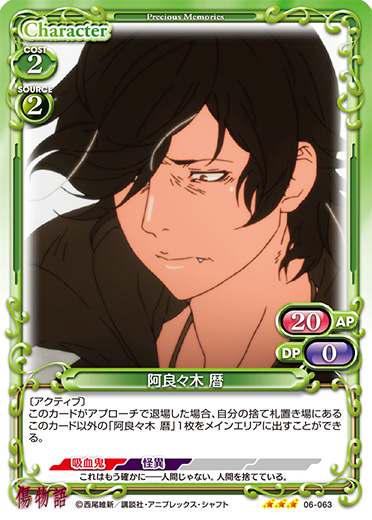 Precious Memories
Character
COST
2
SOURCE
2
20 AP
DP 0
阿良々木 暦
〔アクティブ〕
このカードがアプローチで退場した場合、自分の捨て札置き場にある
このカード以外の「阿良々木 暦」1枚をメインエリアに出すことができ
る。
吸血鬼 怪異
これはもう確かに――人間じゃない。人間を捨てている。
傷物語
©西尾維新/講談社・アニプレックス・シャフト
06-063